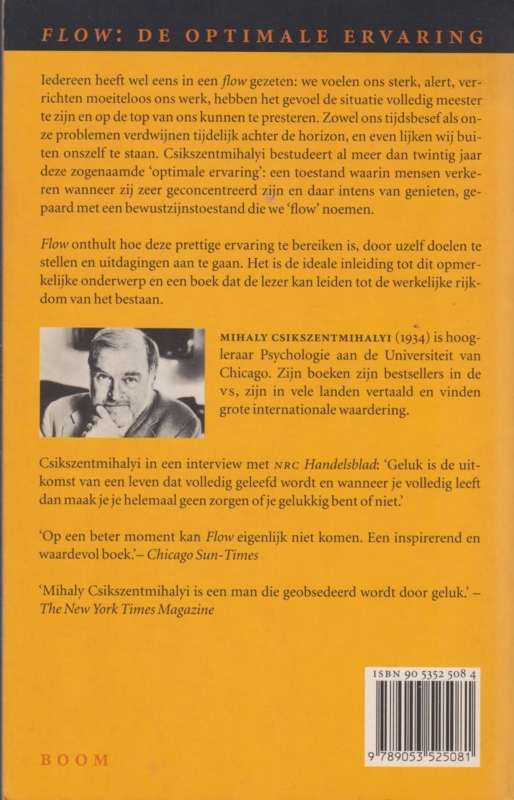 FLOW: DE OPTIMALE ERVARING
Iedereen heeft wel eens in een flow gezeten: we voelen ons sterk, alert, ver-
richten moeiteloos ons werk, hebben het gevoel de situatie volledig meester
te zijn en op de top van ons kunnen te presteren. Zowel ons tijdsbesef als on-
ze problemen verdwijnen tijdelijk achter de horizon, en even lijken wij bui-
ten onszelf te staan. Csikszentmihalyi bestudeert al meer dan twintig jaar
deze zogenaamde ‘optimale ervaring’: een toestand waarin mensen verke-
ren wanneer zij zeer geconcentreerd zijn en daar intens van genieten, ge-
paard met een bewustzijnstoestand die we ‘flow’ noemen.
Flow onthult hoe deze prettige ervaring te bereiken is, door uzelf doelen te
stellen en uitdagingen aan te gaan. Het is de ideale inleiding tot dit opmer-
kelijke onderwerp en een boek dat de lezer kan leiden tot de werkelijke rijk-
dom van het bestaan.
MIHALY CSIKSZENTMIHALYI (1934) is hoog-
leraar Psychologie aan de Universiteit van
Chicago. Zijn boeken zijn bestsellers in de
VS, zijn in vele landen vertaald en vinden
grote internationale waardering.
Csikszentmihalyi in een interview met NRC Handelsblad: ‘Geluk is de uit-
komst van een leven dat volledig geleefd wordt en wanneer je volledig leeft
dan maak je je helemaal geen zorgen of je gelukkig bent of niet.’
‘Op een beter moment kan Flow eigenlijk niet komen. Een inspirerend en
waardevol boek.’ – Chicago Sun-Times
‘Mihaly Csikszentmihalyi is een man die geobsedeerd wordt door geluk.’ –
The New York Times Magazine
ISBN 90 5352 508 4
9 789053 525081
BOOM